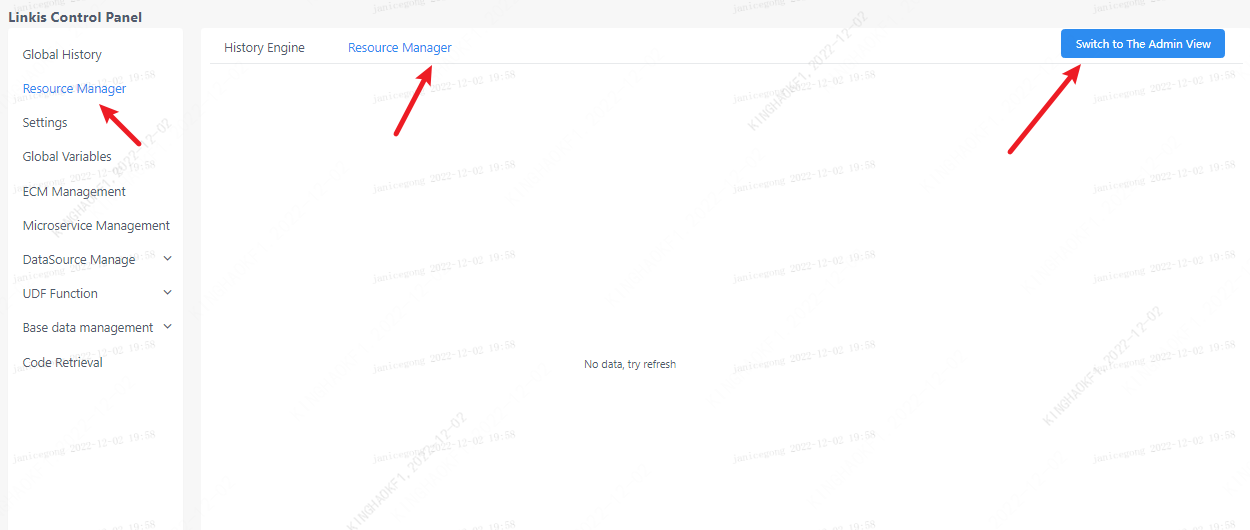 Linkis Control Panel
Global History
Resource Manager
Settings
Global Variables
ECM Management
Microservice Management
DataSource Manage
UDF Function
Base data management
Code Retrieval
History Engine
Resource Manager
Switch to The Admin View
No data, try refresh
janicegong 2022-12-02 19:58
KINGHAOKF1, 2022-12-02